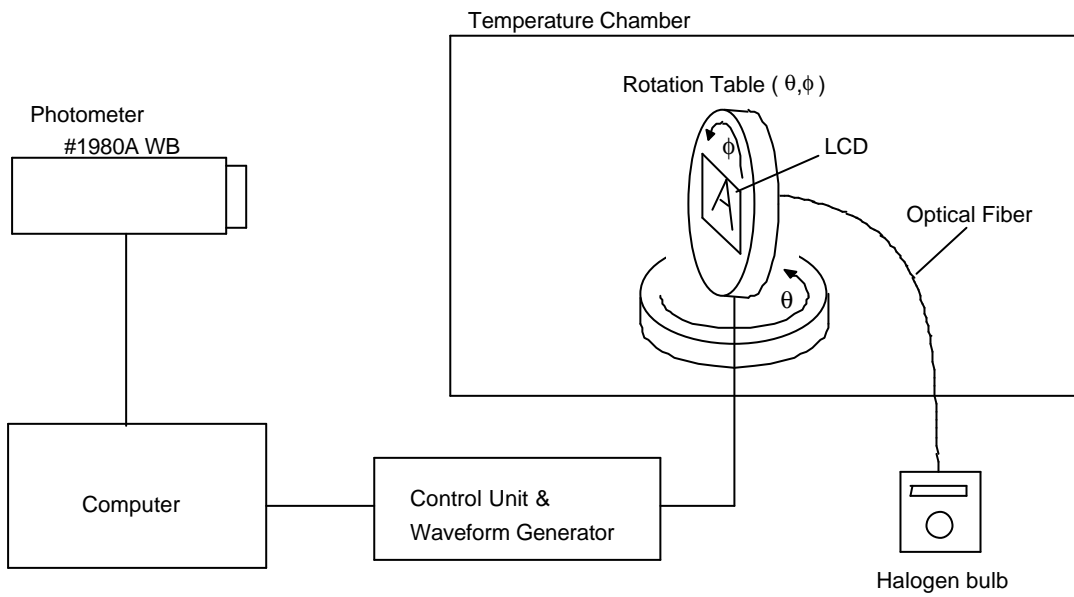 Temperature Chamber
Rotation Table ( θ,ϕ )
Photometer
#1980A WB
ϕ
LCD
A
Optical Fiber
θ
Computer
Control Unit &
Waveform Generator
Halogen bulb